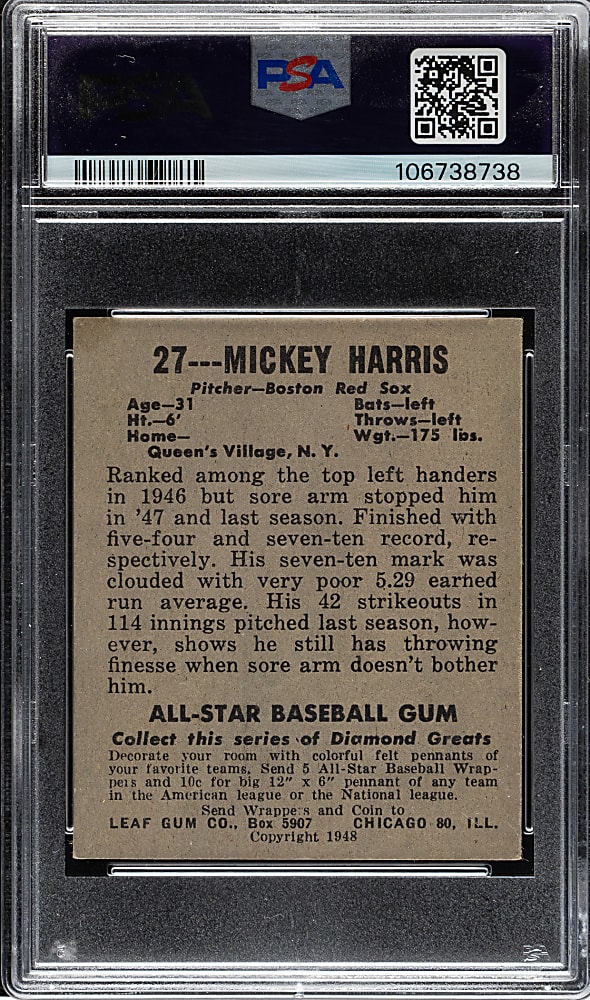 PSA
106738738
27---MICKEY HARRIS
Pitcher—Boston Red Sox
Age—31 Bats—left
Ht.—6' Throws—left
Home— Wgt.—175 lbs.
Queen's Village, N. Y.
Ranked among the top left handers
in 1946 but sore arm stopped him
in '47 and last season. Finished with
five-four and seven-ten record, re-
spectively. His seven-ten mark was
clouded with very poor 5.29 earned
run average. His 42 strikeouts in
114 innings pitched last season, how-
ever, shows he still has throwing
finesse when sore arm doesn't bother
him.
ALL-STAR BASEBALL GUM
Collect this series of Diamond Greats
Decorate your room with colorful felt pennants of
your favorite teams. Send 5 All-Star Baseball Wrap-
pers and 10c for big 12" x 6" pennant of any team
in the American league or the National league.
Send Wrappers and Coin to
LEAF GUM CO., Box 5907 CHICAGO 80, ILL.
Copyright 1948